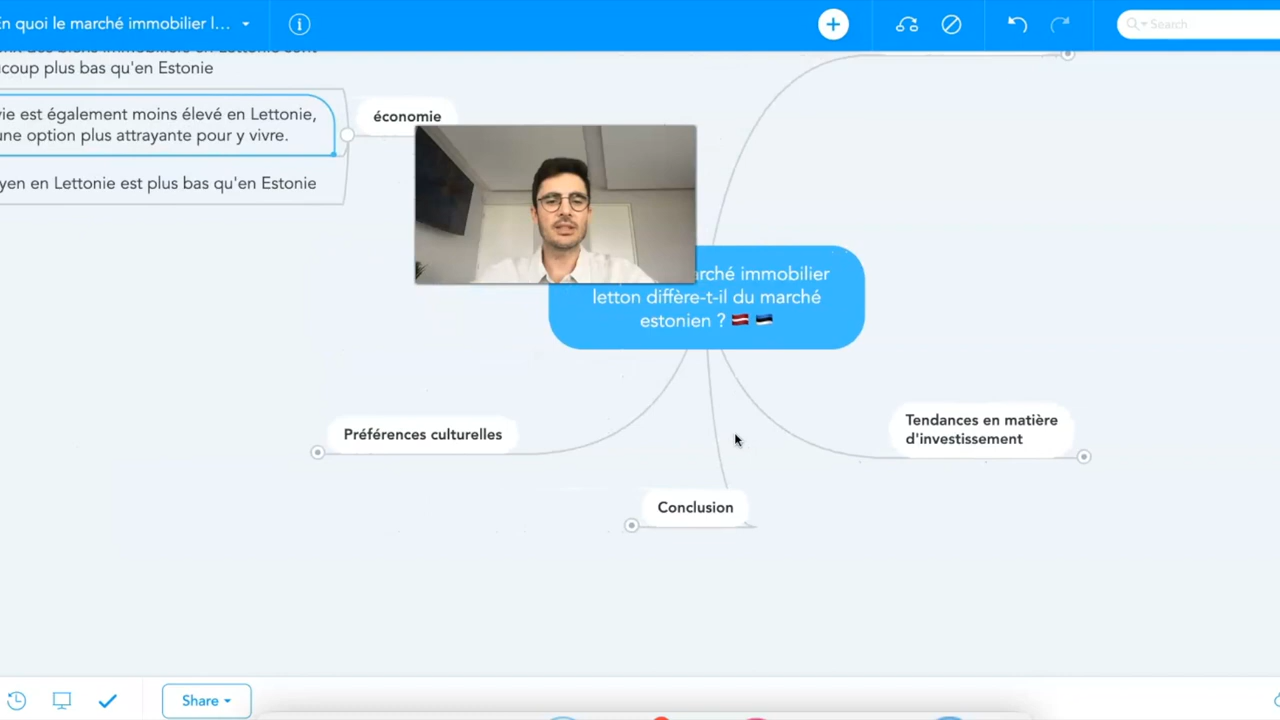 En quoi le marché immobilier l...
Search
coup plus bas qu'en Estonie
vie est également moins élevé en Lettonie,
une option plus attrayante pour y vivre.
yen en Lettonie est plus bas qu'en Estonie
économie
arché immobilier
letton diffère-t-il du marché
estonien ?
Préférences culturelles
Tendances en matière
d'investissement
Conclusion
Share